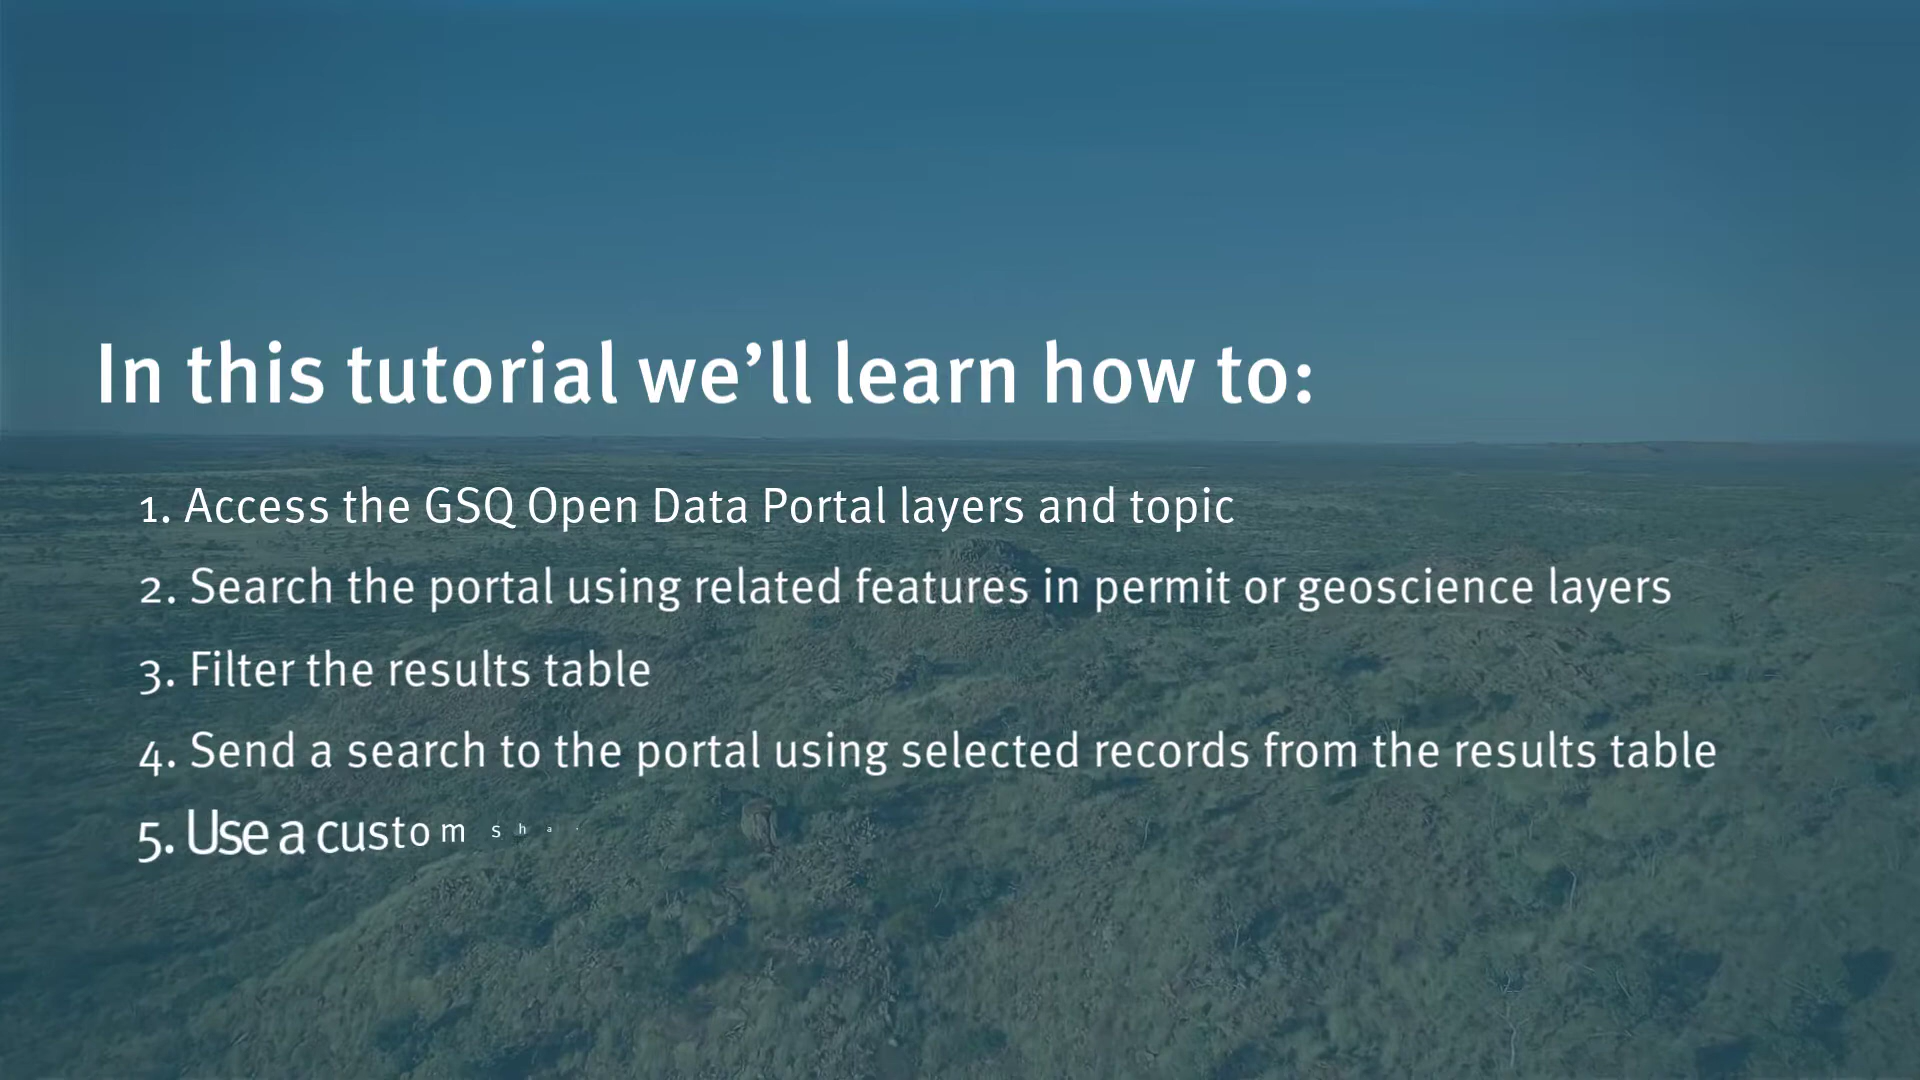 In this tutorial we’ll learn how to:
1. Access the GSQ Open Data Portal layers and topic
2. Search the portal using related features in permit or geoscience layers
3. Filter the results table
4. Send a search to the portal using selected records from the results table
5. Use a custom sha